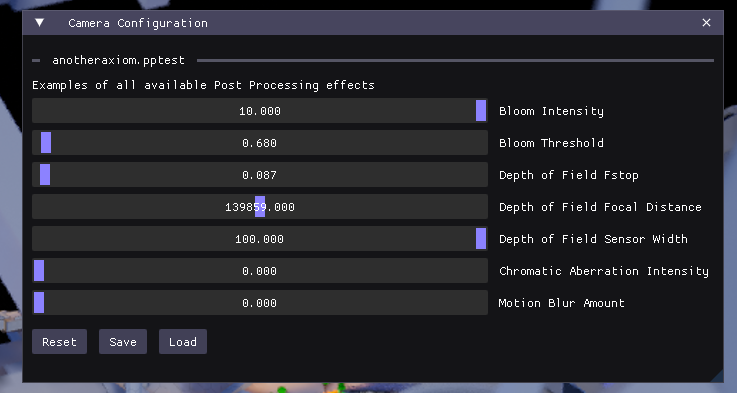 Camera Configuration
anotheraxiom.pptest
Examples of all available Post Processing effects
10.000 Bloom Intensity
0.680 Bloom Threshold
0.087 Depth of Field Fstop
139859.000 Depth of Field Focal Distance
100.000 Depth of Field Sensor Width
0.000 Chromatic Aberration Intensity
0.000 Motion Blur Amount
Reset Save Load